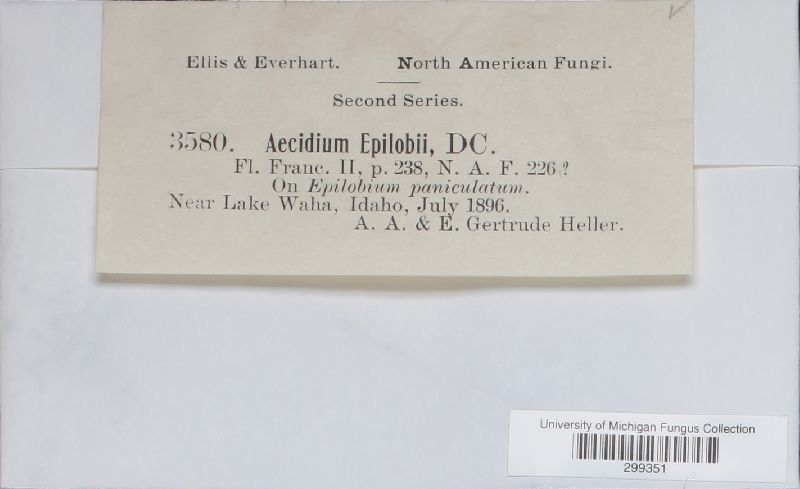 Ellis & Everhart. North American Fungi.
Second Series.
3580. Aecidium Epilobii, DC.
Fl. Franc. II, p. 238, N. A. F. 226?
On Epilobium paniculatum.
Near Lake Waha, Idaho, July 1896.
A. A. & E. Gertrude Heller.
University of Michigan Fungus Collection
299351